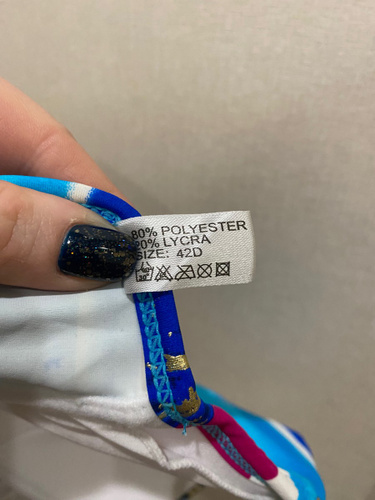 80% POLYESTER
20% LYCRA
SIZE: 42D